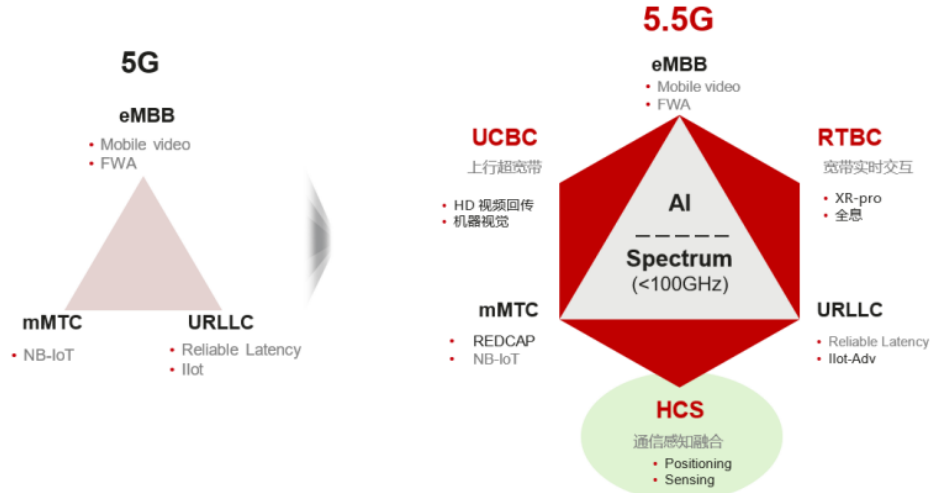 5G
eMBB
• Mobile video
• FWA
mMTC
• NB-IoT
URLLC
• Reliable Latency
• IIot
5.5G
eMBB
• Mobile video
• FWA
UCBC
上行超宽带
• HD 视频回传
• 机器视觉
RTBC
宽带实时交互
• XR-pro
• 全息
AI
Spectrum
(<100GHz)
mMTC
• REDCAP
• NB-IoT
URLLC
• Reliable Latency
• IIot-Adv
HCS
通信感知融合
• Positioning
• Sensing